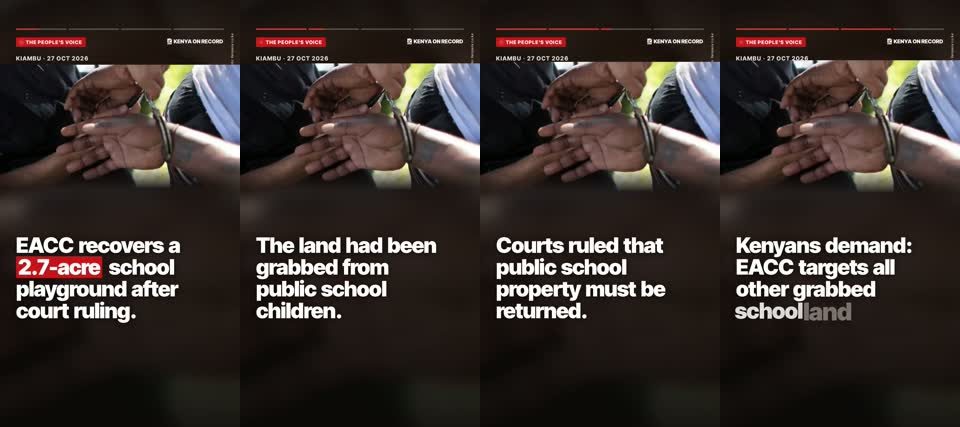 THE PEOPLE'S VOICE
KENYA ON RECORD
KIAMBU · 27 OCT 2026
EACC recovers a
2.7-acre school
playground after
court ruling.
THE PEOPLE'S VOICE
KENYA ON RECORD
KIAMBU · 27 OCT 2026
The land had been
grabbed from
public school
children.
THE PEOPLE'S VOICE
KENYA ON RECORD
KIAMBU · 27 OCT 2026
Courts ruled that
public school
property must be
returned.
THE PEOPLE'S VOICE
KENYA ON RECORD
KIAMBU · 27 OCT 2026
Kenyans demand:
EACC targets all
other grabbed
school land